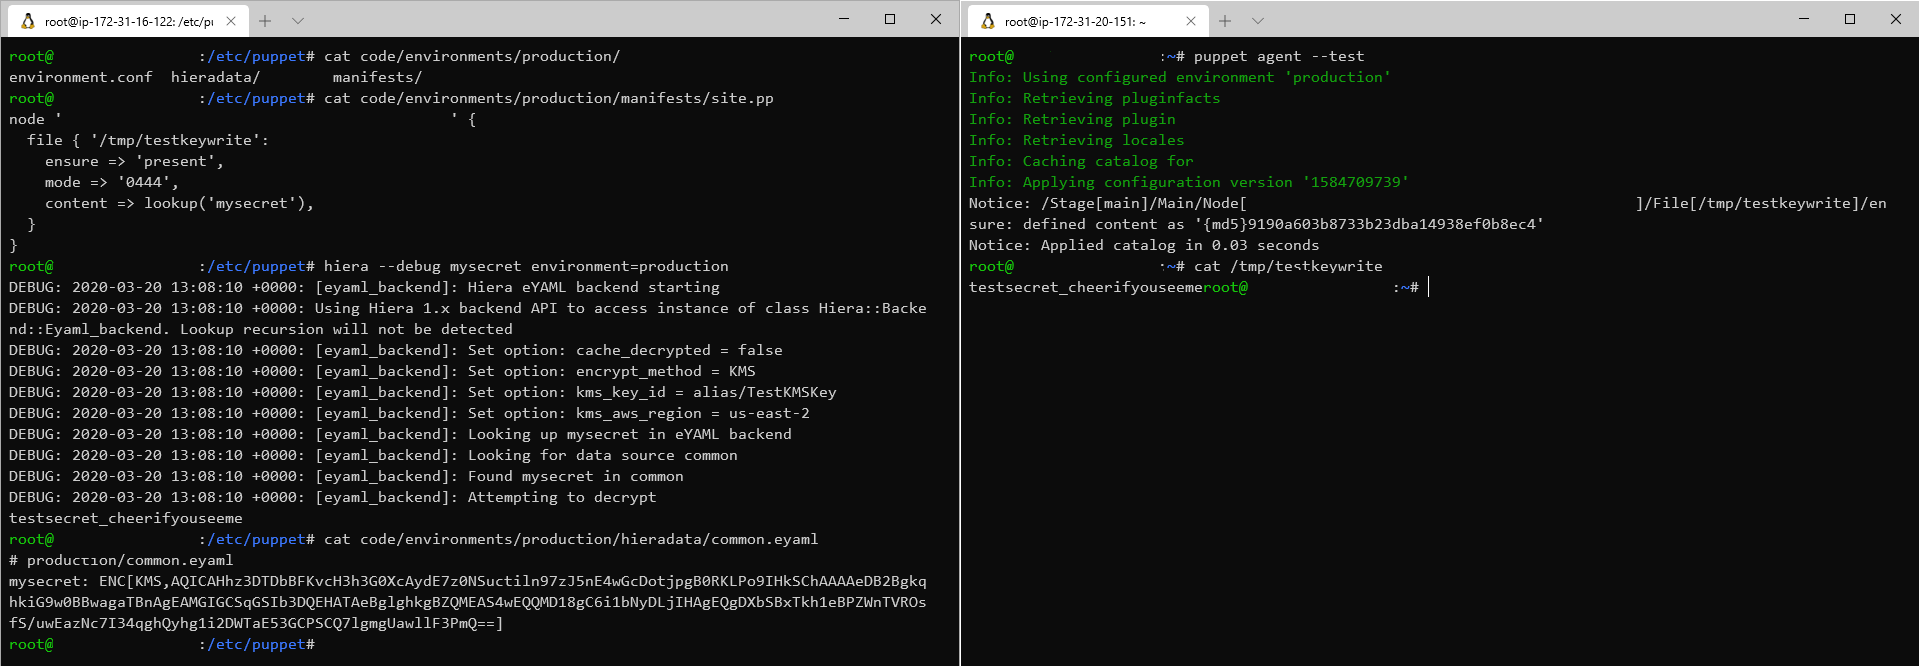 root@ip-172-31-16-122: /etc/pu
root@ :/etc/puppet# cat code/environments/production/
environment.conf  hieradata/        manifests/
root@ :/etc/puppet# cat code/environments/production/manifests/site.pp
node ' ' {
  file { '/tmp/testkeywrite':
    ensure => 'present',
    mode => '0444',
    content => lookup('mysecret'),
  }
}
root@ :/etc/puppet# hiera --debug mysecret environment=production
DEBUG: 2020-03-20 13:08:10 +0000: [eyaml_backend]: Hiera eYAML backend starting
DEBUG: 2020-03-20 13:08:10 +0000: Using Hiera 1.x backend API to access instance of class Hiera::Backe
nd::Eyaml_backend. Lookup recursion will not be detected
DEBUG: 2020-03-20 13:08:10 +0000: [eyaml_backend]: Set option: cache_decrypted = false
DEBUG: 2020-03-20 13:08:10 +0000: [eyaml_backend]: Set option: encrypt_method = KMS
DEBUG: 2020-03-20 13:08:10 +0000: [eyaml_backend]: Set option: kms_key_id = alias/TestKMSKey
DEBUG: 2020-03-20 13:08:10 +0000: [eyaml_backend]: Set option: kms_aws_region = us-east-2
DEBUG: 2020-03-20 13:08:10 +0000: [eyaml_backend]: Looking up mysecret in eYAML backend
DEBUG: 2020-03-20 13:08:10 +0000: [eyaml_backend]: Looking for data source common
DEBUG: 2020-03-20 13:08:10 +0000: [eyaml_backend]: Found mysecret in common
DEBUG: 2020-03-20 13:08:10 +0000: [eyaml_backend]: Attempting to decrypt
testsecret_cheerifyouseeme
root@ :/etc/puppet# cat code/environments/production/hieradata/common.eyaml
# production/common.eyaml
mysecret: ENC[KMS,AQICAHhz3DTDbBFKvcH3h3G0XcAydE7z0NSuctiln97zJ5nE4wGcDotjpgB0RKLPo9IHkSChAAAAeDB2Bgkq
hkiG9w0BBwagaTBnAgEAMGIGCSqGSIb3DQEHATAeBglghkgBZQMEAS4wEQQMD18gC6i1bNyDLjIHAgEQgDXbSBxTkh1eBPZWnTVROs
fS/uwEazNc7I34qghQyhg1i2DWTaE53GCPSCQ7lgmgUawllF3PmQ==]
root@ :/etc/puppet#
root@ip-172-31-20-151: ~
root@ :~# puppet agent --test
Info: Using configured environment 'production'
Info: Retrieving pluginfacts
Info: Retrieving plugin
Info: Retrieving locales
Info: Caching catalog for
Info: Applying configuration version '1584709739'
Notice: /Stage[main]/Main/Node[ ]/File[/tmp/testkeywrite]/en
sure: defined content as '{md5}9190a603b8733b23dba14938ef0b8ec4'
Notice: Applied catalog in 0.03 seconds
root@ :~# cat /tmp/testkeywrite
testsecret_cheerifyouseemeroot@ :~#